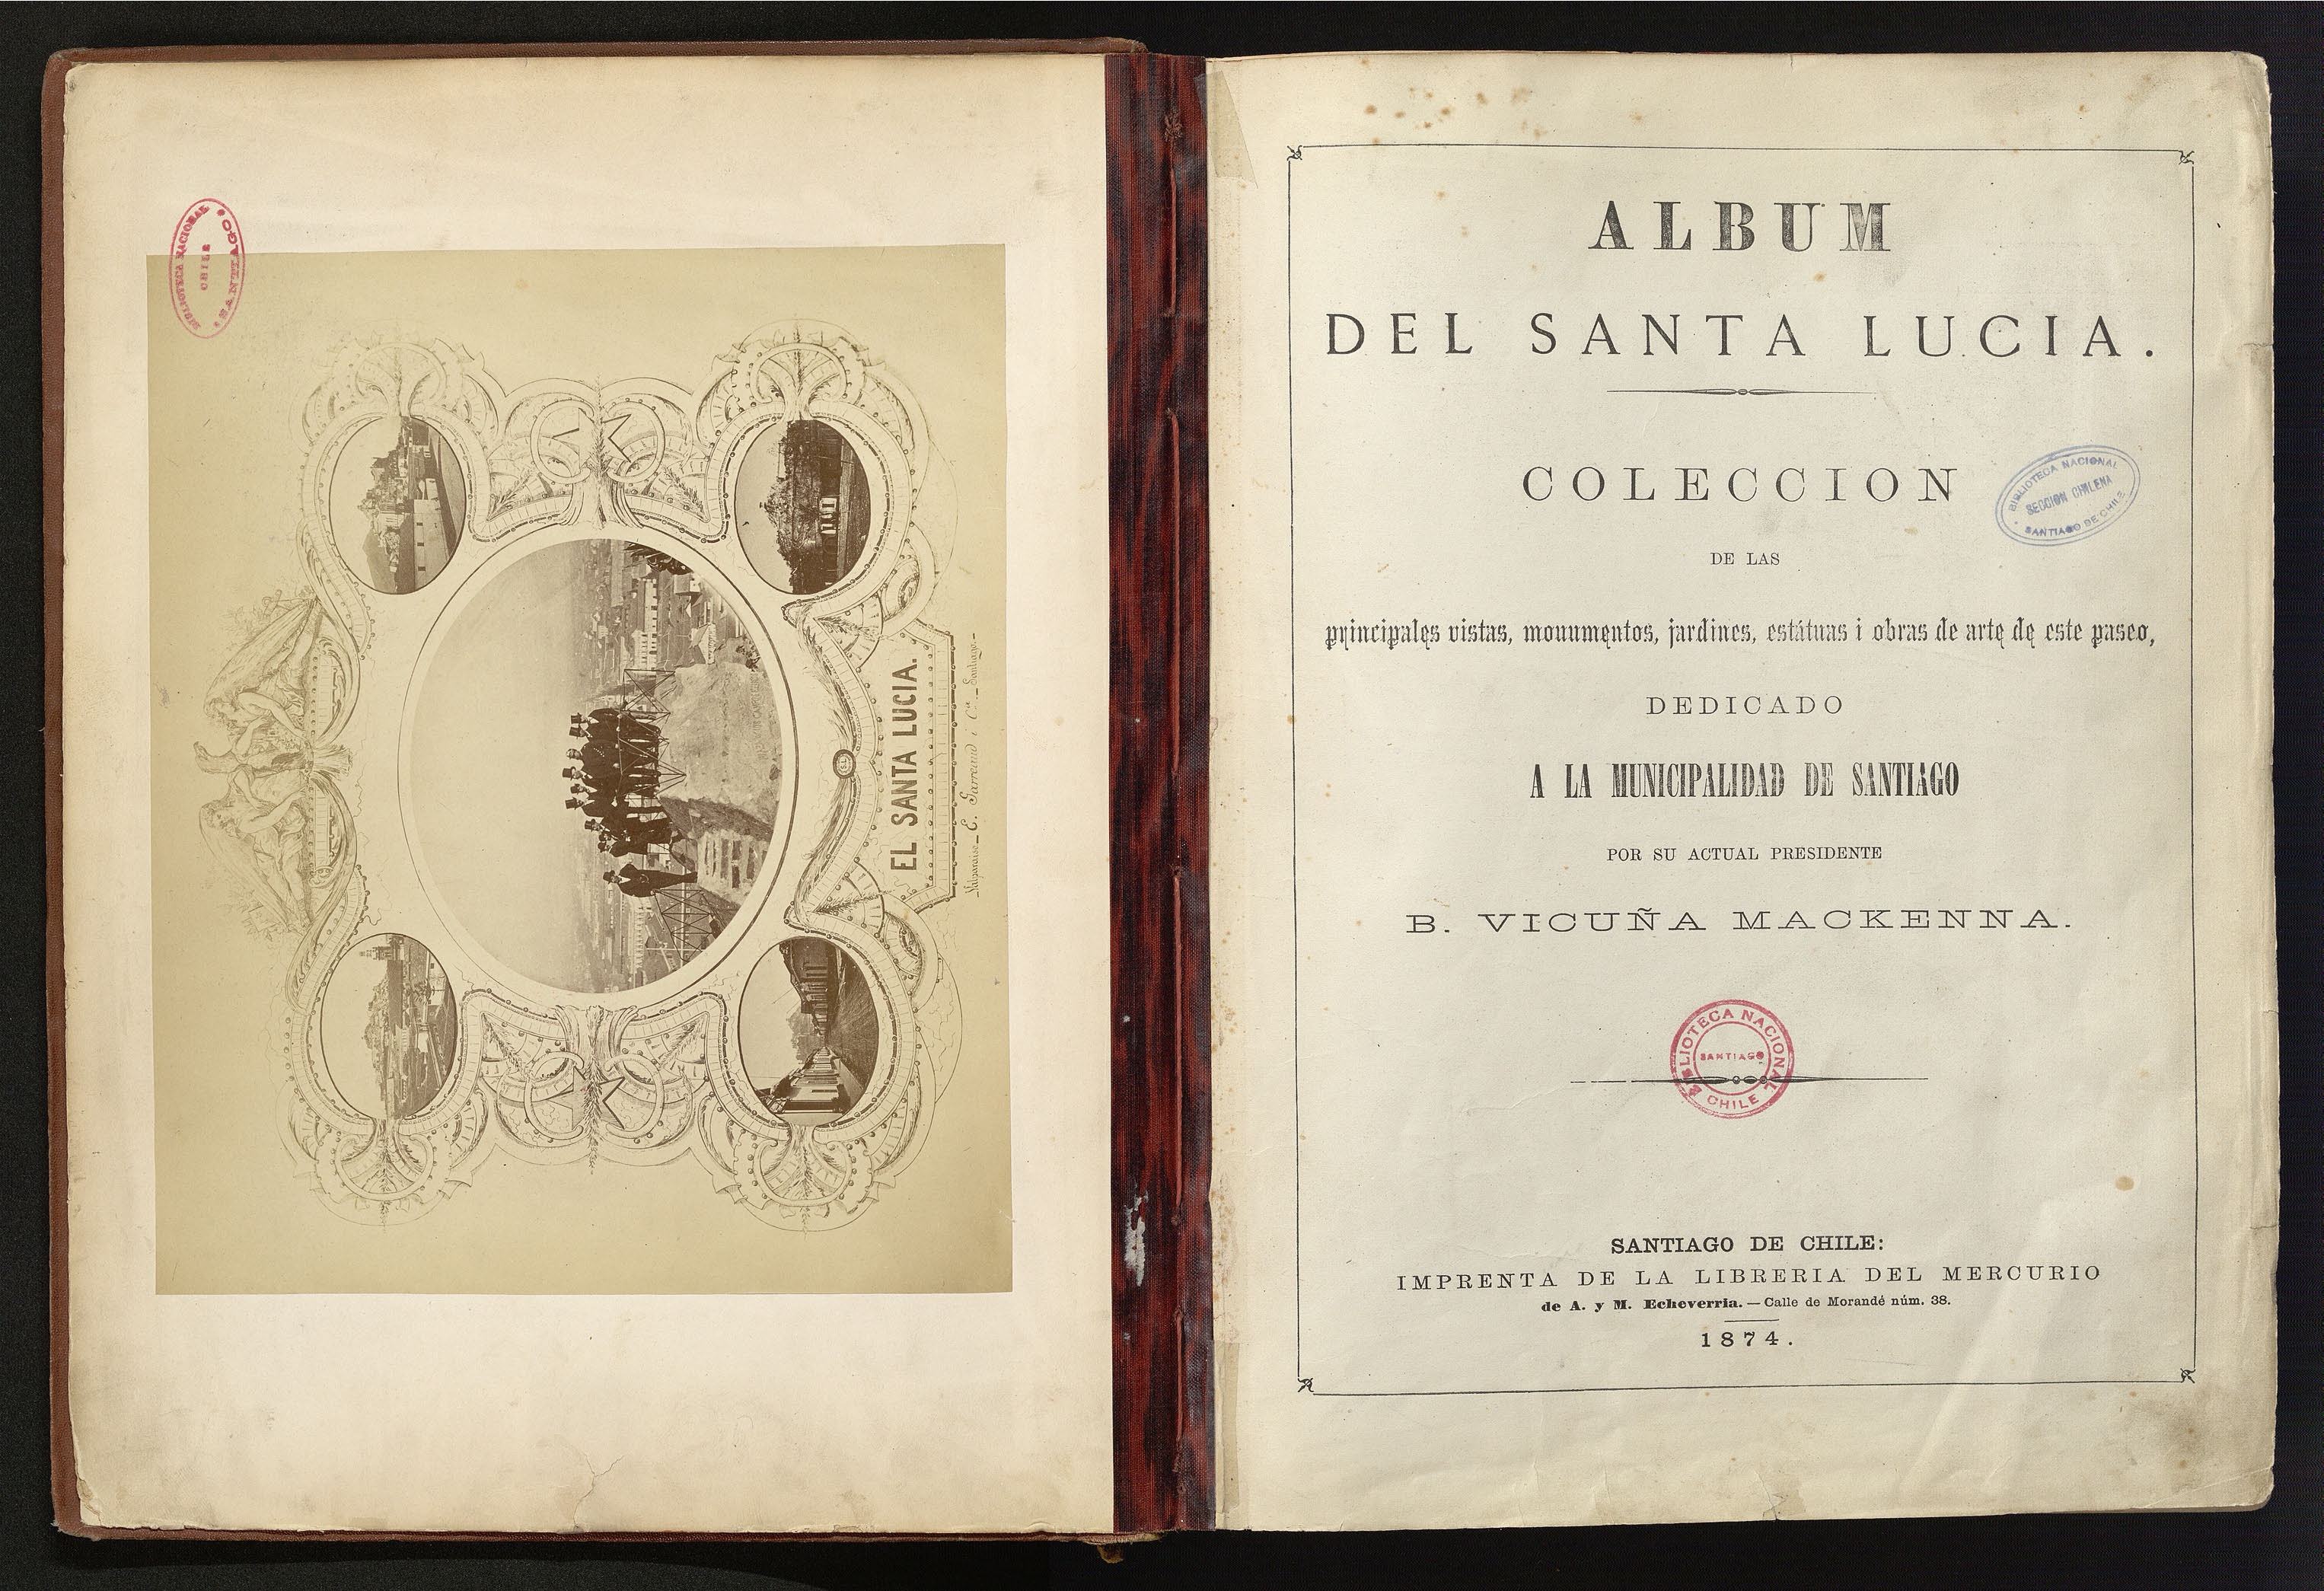 BIBLIOTECA NACIONAL
CHILE
SANTIAGO
EL SANTA LUCIA.
Valparaiso _ E. Garreaud i Cª. _ Santiago _
ALBUM
DEL SANTA LUCIA.
COLECCION
DE LAS
principales vistas, monumentos, jardines, estátuas i obras de arte de este paseo,
DEDICADO
A LA MUNICIPALIDAD DE SANTIAGO
POR SU ACTUAL PRESIDENTE
B. VICUÑA MACKENNA.
BIBLIOTECA NACIONAL
SECCION CHILENA
SANTIAGO DE CHILE
BIBLIOTECA NACIONAL
SANTIAGO
CHILE
SANTIAGO DE CHILE:
IMPRENTA DE LA LIBRERIA DEL MERCURIO
de A. y M. Echeverria. — Calle de Morandé núm. 38.
1874.